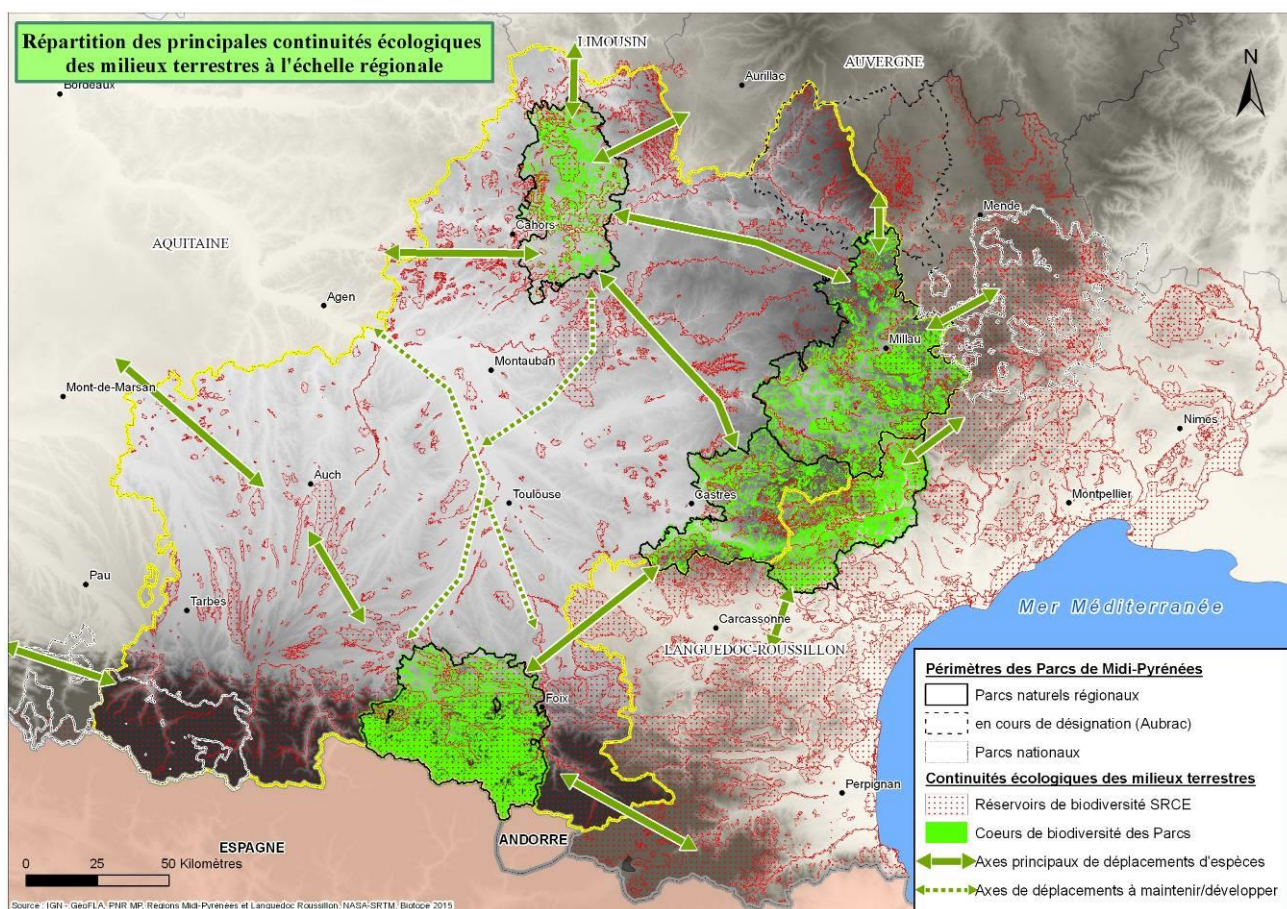 Répartition des principales continuités écologiques
des milieux terrestres à l'échelle régionale
LIMOUSIN
AUVERGNE
Aurillac
N
Bordeaux
Mende
Cahors
AQUITAINE
Agen
Millau
Montauban
Mont-de-Marsan
Nîmes
Auch
Toulouse
Castres
Montpellier
Pau
Tarbes
Mer Méditerranée
Carcassonne
LANGUEDOC-ROUSSILLON
Foix
Perpignan
ESPAGNE
ANDORRE
0 25 50 Kilomètres
Périmètres des Parcs de Midi-Pyrénées
Parcs naturels régionaux
en cours de désignation (Aubrac)
Parcs nationaux
Continuités écologiques des milieux terrestres
Réservoirs de biodiversité SRCE
Coeurs de biodiversité des Parcs
Axes principaux de déplacements d'espèces
Axes de déplacements à maintenir/développer
Source : IGN - GeoFLA, PNR MP, Régions Midi-Pyrénées et Languedoc Roussillon, NASA-SRTM, Biotope 2015